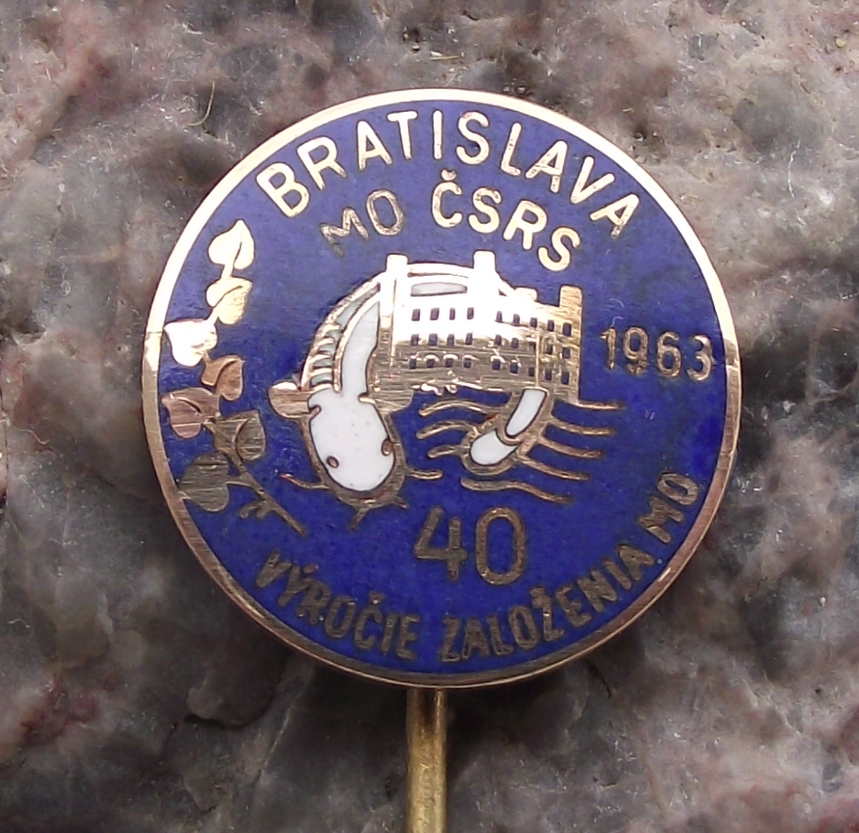 BRATISLAVA
MO ČSRS
1963
40
VÝROČIE ZALOŽENIA MO